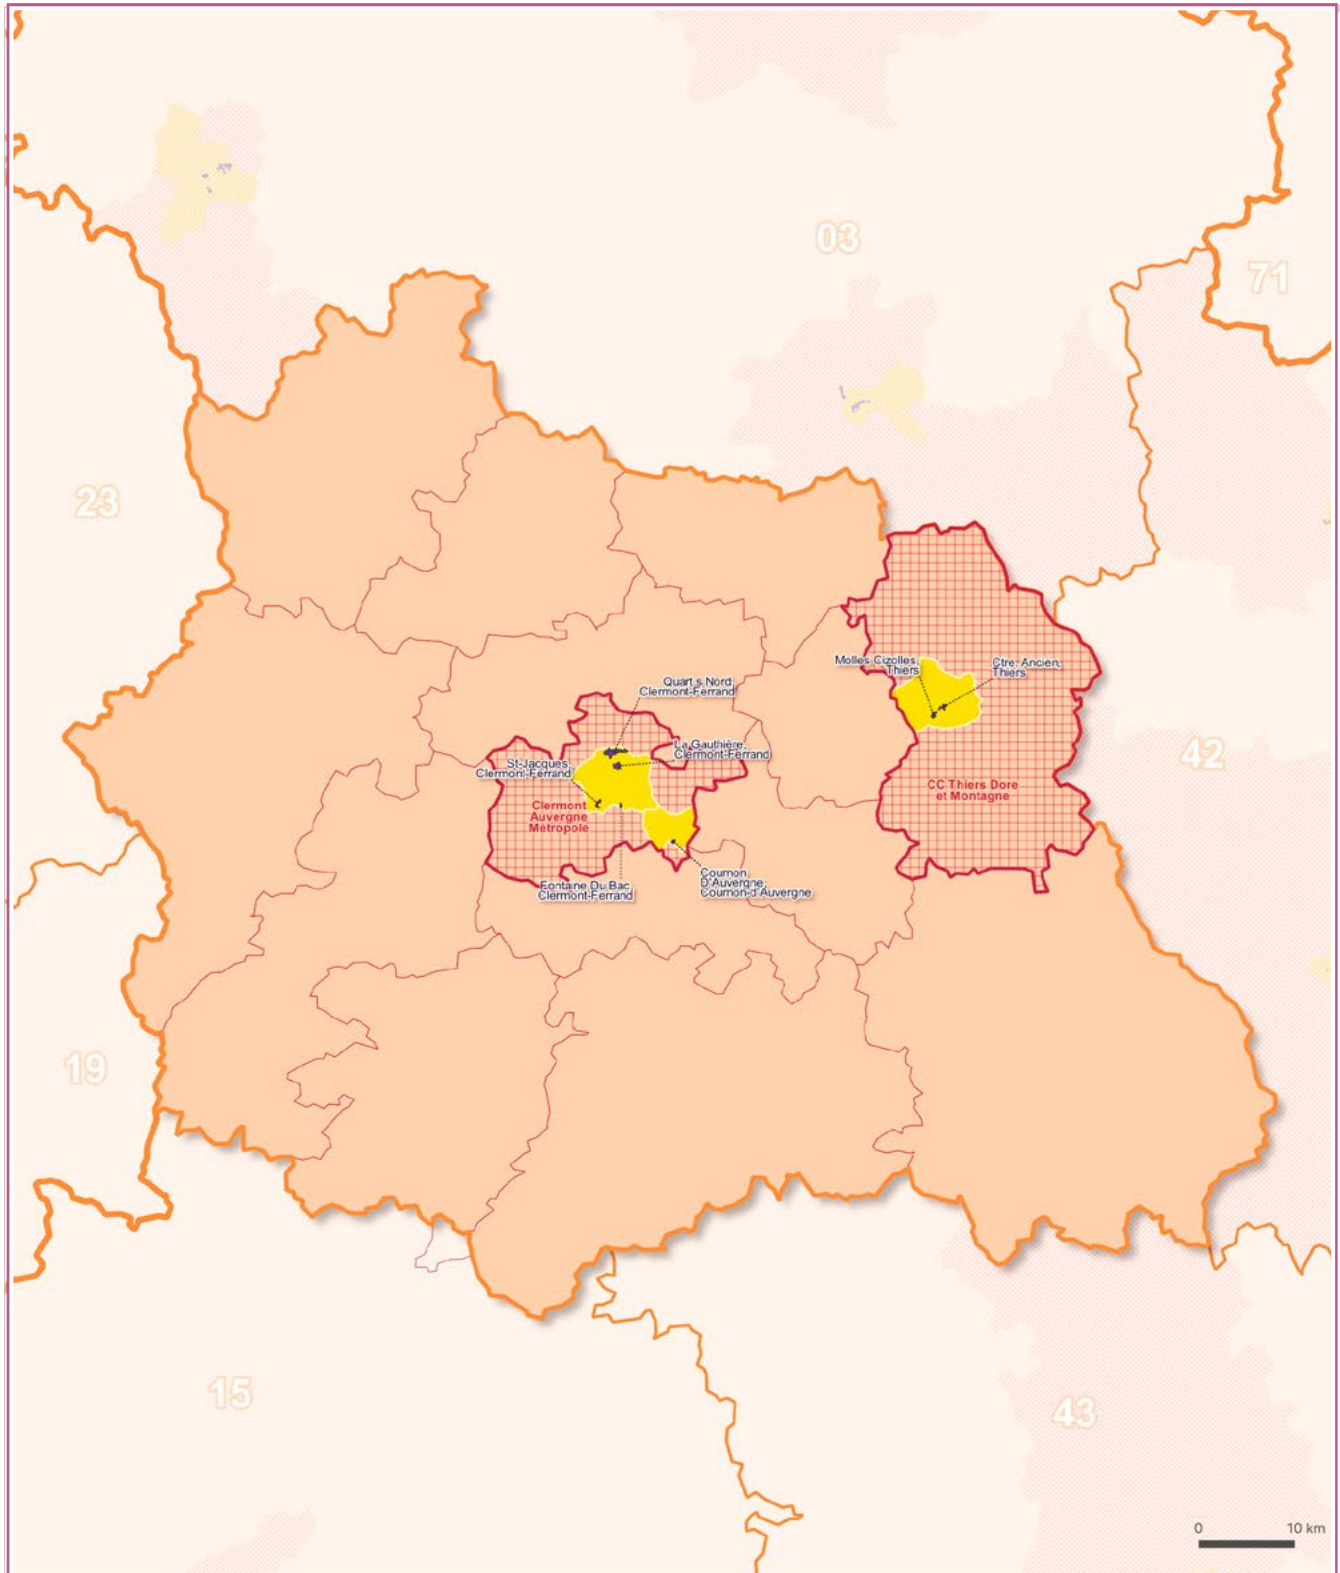 03
71
23
Molles Cizolles,
Thiers
Ctre. Ancien,
Thiers
Quart.s Nord,
Clermont-Ferrand
La Gauthière,
Clermont-Ferrand
St-Jacques,
Clermont-Ferrand
42
CC Thiers Dore
et Montagne
Clermont
Auvergne
Métropole
Cournon
D'Auvergne,
Cournon-d'Auvergne
Fontaine Du Bac,
Clermont-Ferrand
19
15
43
0 10 km